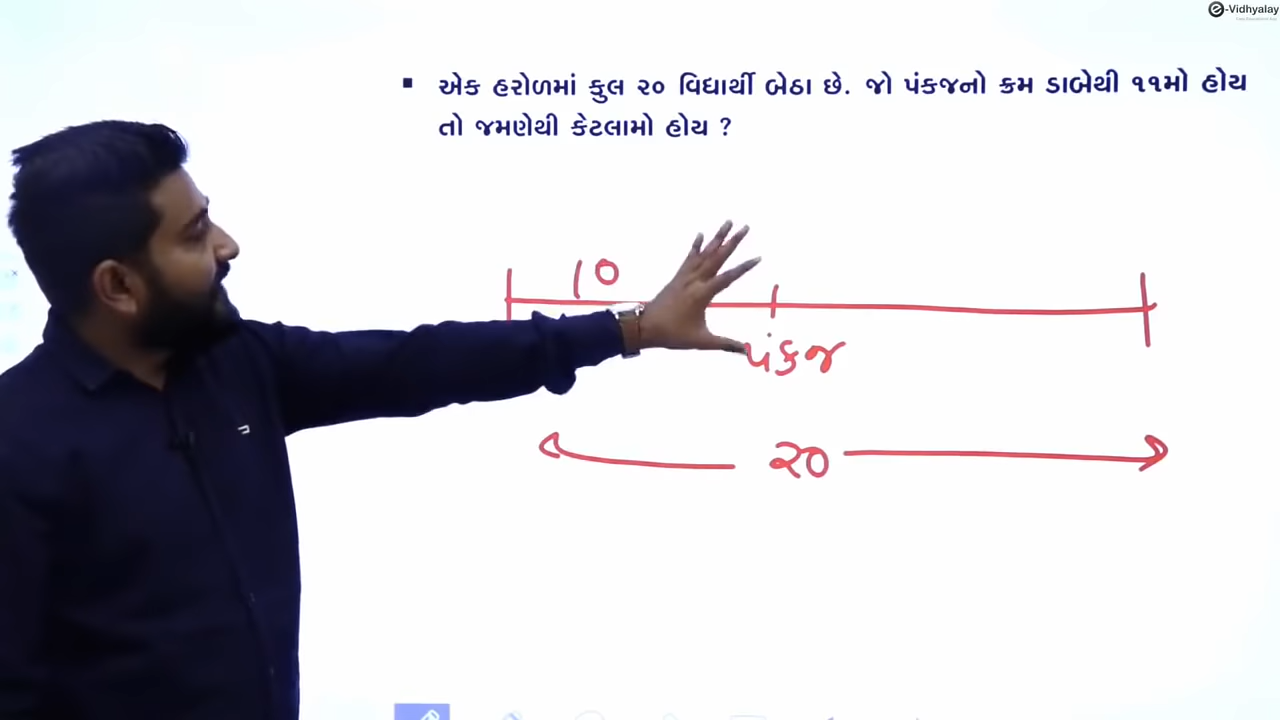 e-Vidhyalay
▪ એક હરોળમાં કુલ ૨૦ વિદ્યાર્થી બેઠા છે. જો પંકજનો ક્રમ ડાબેથી ૧૧મો હોય
તો જમણેથી કેટલામો હોય ?
10
પંકજ
૨૦